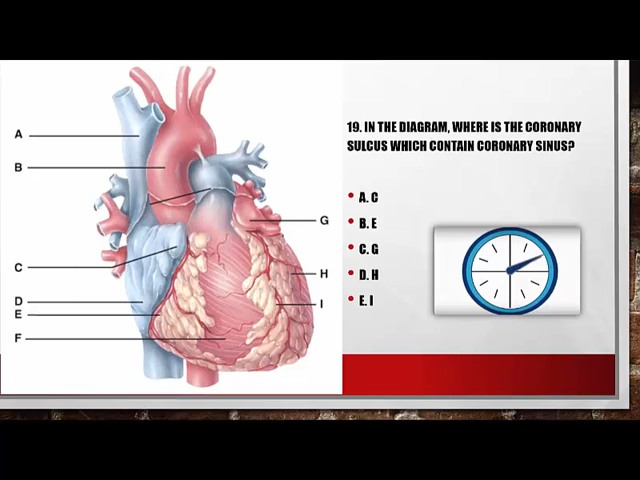 A
B
C
D
E
F
G
H
I
19. IN THE DIAGRAM, WHERE IS THE CORONARY
SULCUS WHICH CONTAIN CORONARY SINUS?
• A. C
• B. E
• C. G
• D. H
• E. I